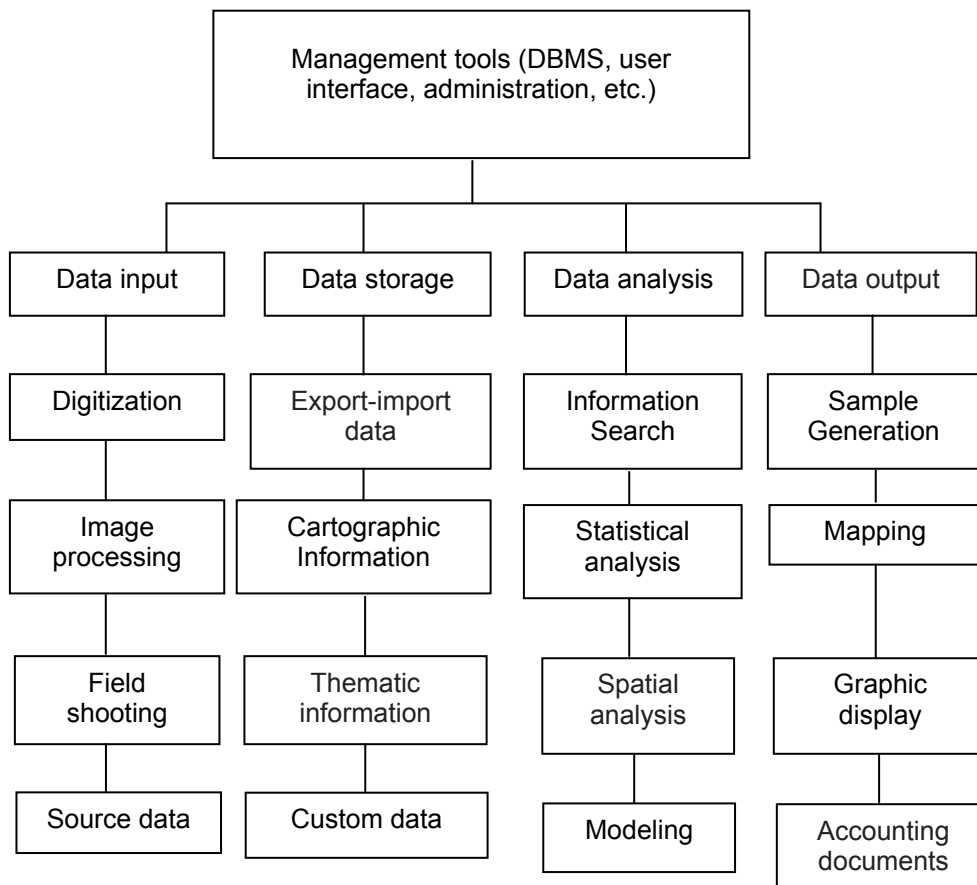 Management tools (DBMS, user
interface, administration, etc.)
Data input
Data storage
Data analysis
Data output
Digitization
Export-import
data
Information
Search
Sample
Generation
Image
processing
Cartographic
Information
Statistical
analysis
Mapping
Field
shooting
Thematic
information
Spatial
analysis
Graphic
display
Source data
Custom data
Modeling
Accounting
documents